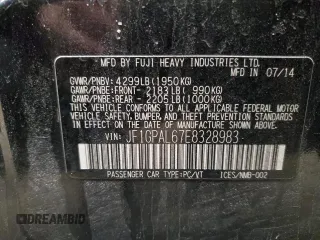 MFD BY FUJI HEAVY INDUSTRIES LTD.
MFD IN 07/14
GVWR/PNBV: 4299LB(1950KG)
GAWR/PNBE:FRONT- 2183LB( 990KG)
GAWR/PNBE:REAR - 2205LB(1000KG)
THIS VEHICLE CONFORMS TO ALL APPLICABLE
FEDERAL MOTOR VEHICLE
SAFETY, BUMPER, AND THEFT PREVENTION
STANDARDS IN EFFECT ON THE DATE OF
MANUFACTURE SHOWN ABOVE.
VIN: JF1GPAL67E8328983
PASSENGER CAR TYPE:PC/VT ICES/NMB-002
CARABIDMD